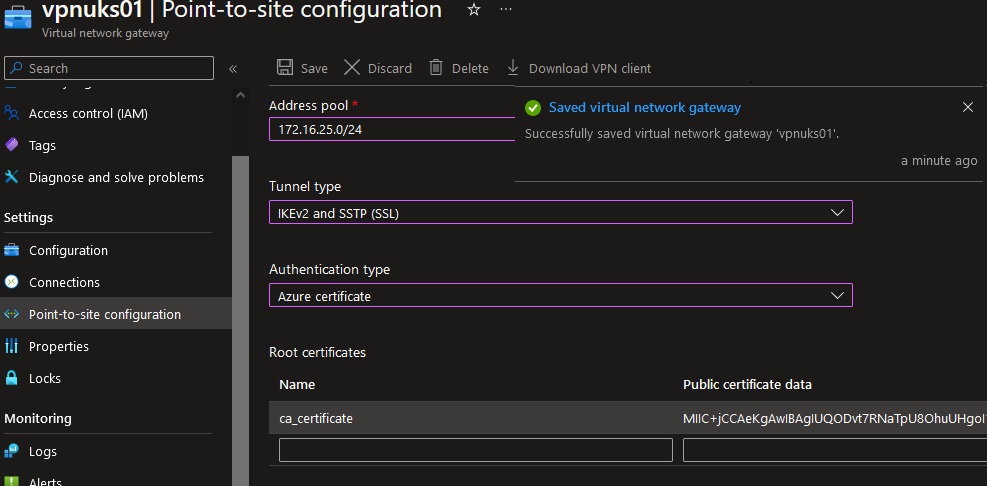 vpnuks01 | Point-to-site configuration ☆ ...
Virtual network gateway
Search «
Save Discard Delete Download VPN client
Access control (IAM)
Tags
Diagnose and solve problems
Settings
Configuration
Connections
Point-to-site configuration
Properties
Locks
Monitoring
Logs
Alerts
Address pool *
172.16.25.0/24
Saved virtual network gateway
Successfully saved virtual network gateway 'vpnuks01'.
a minute ago
Tunnel type
IKEv2 and SSTP (SSL)
Authentication type
Azure certificate
Root certificates
Name Public certificate data
ca_certificate